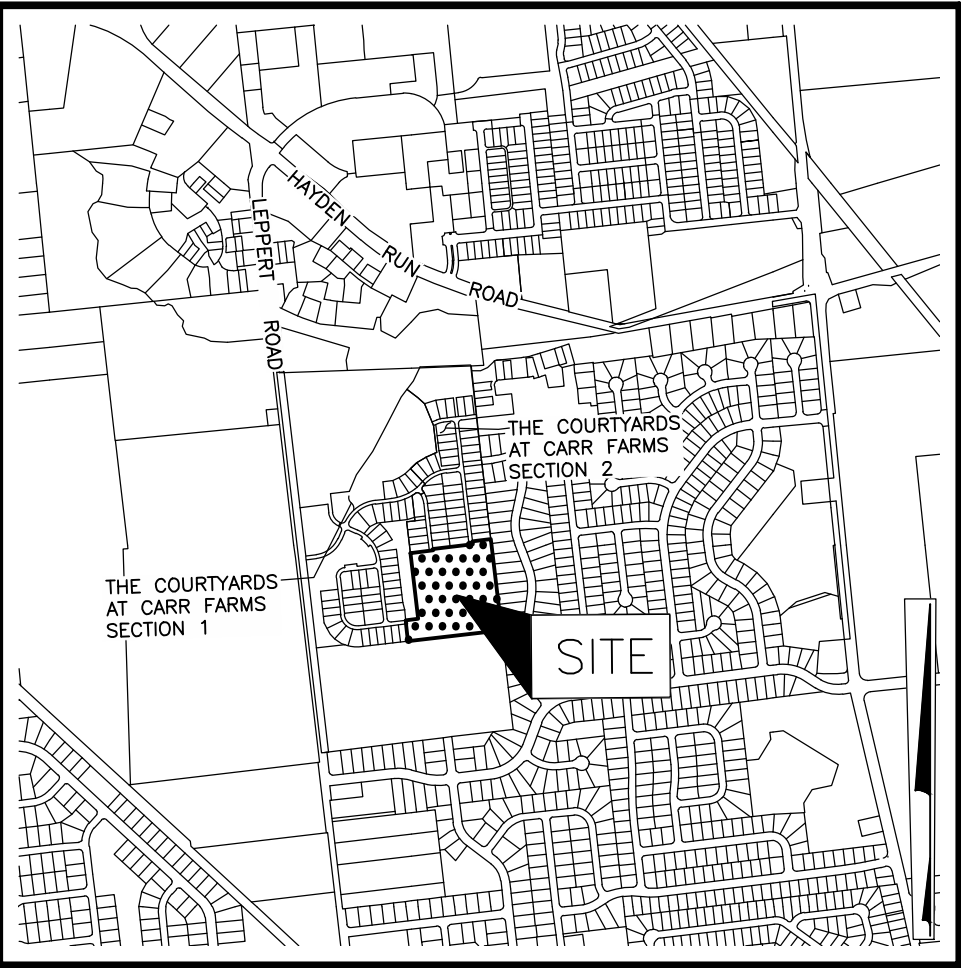 HAYDEN
RUN
ROAD
LEPPERT
ROAD
THE COURTYARDS
AT CARR FARMS
SECTION 2
THE COURTYARDS
AT CARR FARMS
SECTION 1
SITE